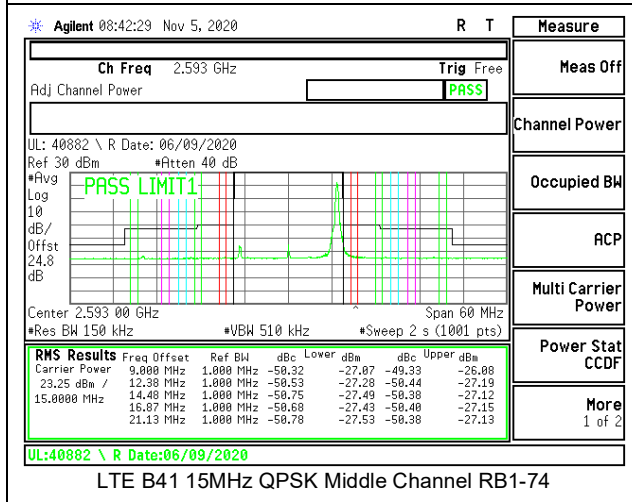 Agilent 08:42:29 Nov 5, 2020 R T
Measure
Ch Freq 2.593 GHz Trig Free
Meas Off
Adj Channel Power PASS
Channel Power
UL: 40882 \ R Date: 06/09/2020
Ref 30 dBm #Atten 40 dB
#Avg
Log
10
dB/
Offst
24.8
dB
PASS LIMIT1
Occupied BW
ACP
Multi Carrier
Power
Center 2.593 00 GHz Span 60 MHz
#Res BW 150 kHz #VBW 510 kHz #Sweep 2 s (1001 pts)
Power Stat
CCDF
RMS Results Freq Offset Ref BW dBc Lower dBm dBc Upper dBm
Carrier Power 9.000 MHz 1.000 MHz -50.32 -27.07 -49.33 -26.08
23.25 dBm / 12.38 MHz 1.000 MHz -50.53 -27.28 -50.44 -27.19
15.0000 MHz 14.48 MHz 1.000 MHz -50.75 -27.49 -50.38 -27.12
16.87 MHz 1.000 MHz -50.68 -27.43 -50.40 -27.15
21.13 MHz 1.000 MHz -50.78 -27.53 -50.38 -27.13
More
1 of 2
UL:40882 \ R Date:06/09/2020
LTE B41 15MHz QPSK Middle Channel RB1-74